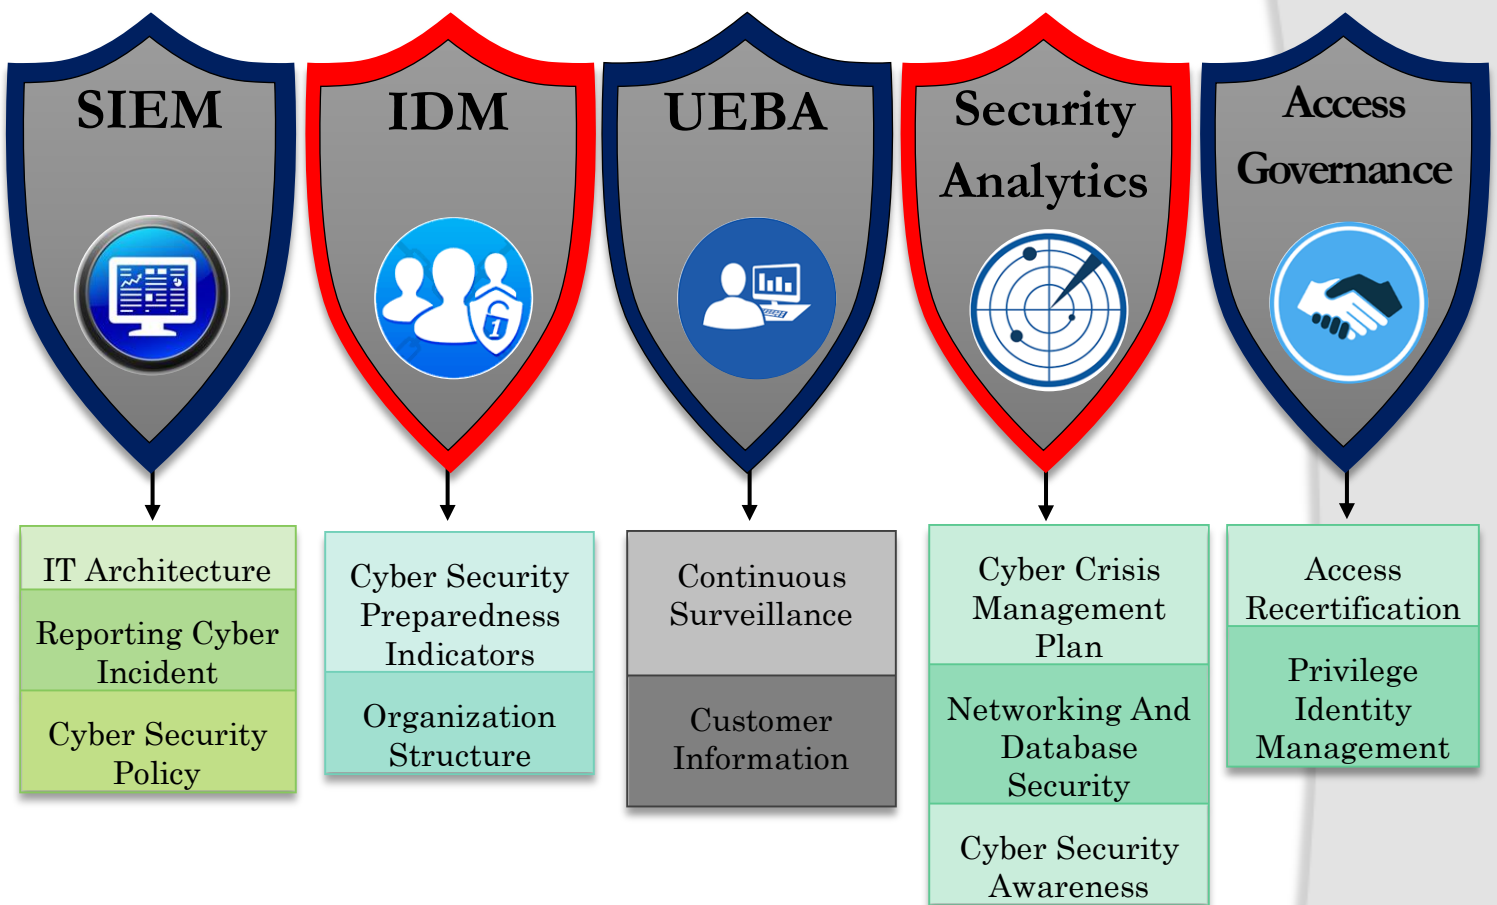 SIEM
IDM
UEBA
Security
Analytics
Access
Governance
1
IT Architecture
Reporting Cyber
Incident
Cyber Security
Policy
Cyber Security
Preparedness
Indicators
Organization
Structure
Continuous
Surveillance
Customer
Information
Cyber Crisis
Management
Plan
Networking And
Database
Security
Cyber Security
Awareness
Access
Recertification
Privilege
Identity
Management